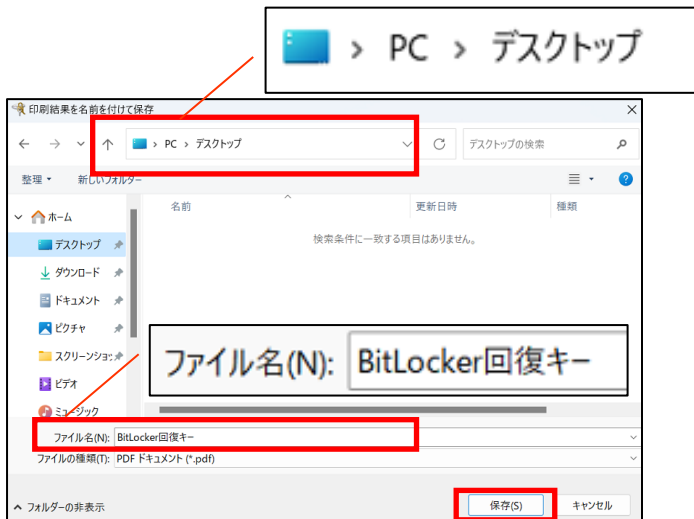 PC > デスクトップ
印刷結果を名前を付けて保存
PC > デスクトップ
デスクトップの検索
整理
新しいフォルダー
名前
更新日時
種類
ホーム
検索条件に一致する項目はありません。
デスクトップ
ダウンロード
ドキュメント
ピクチャ
スクリーンショ
ビデオ
ミュージック
ファイル名(N): BitLocker回復キー
ファイル名(N): BitLocker回復キー
ファイルの種類(T): PDF ドキュメント (*.pdf)
フォルダーの非表示
保存(S)
キャンセル